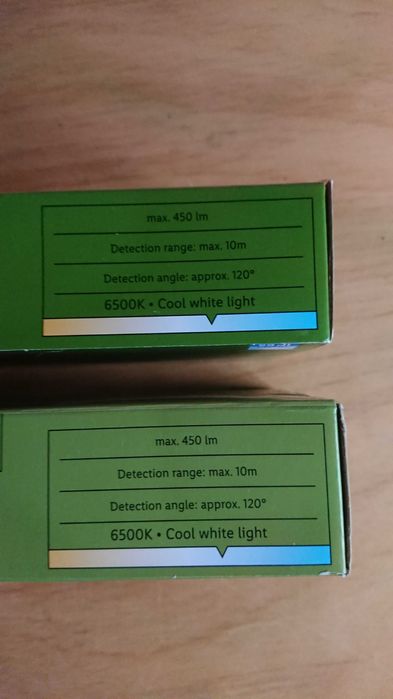 max. 450 lm
Detection range: max. 10m
Detection angle: approx. 120°
6500K • Cool white light
max. 450 lm
Detection range: max. 10m
Detection angle: approx. 120°
6500K • Cool white light